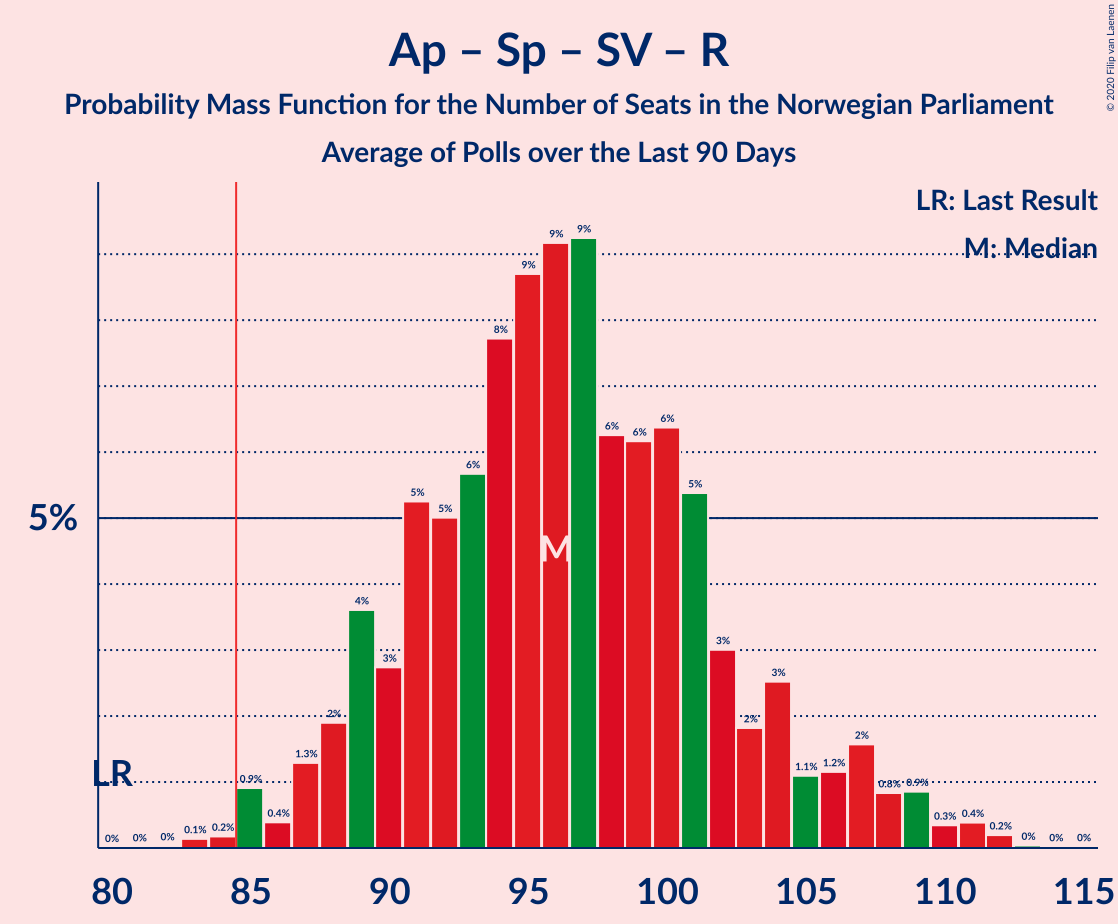 Ap – Sp – SV – R
Probability Mass Function for the Number of Seats in the Norwegian Parliament
Average of Polls over the Last 90 Days
© 2020 Filip van Laenen
LR: Last Result
M: Median
5%
LR
M
0% 0% 0% 0.1% 0.2% 0.9% 0.4% 1.3% 2% 4% 3% 5% 5% 6% 8% 9% 9% 9% 6% 6% 6% 5% 3% 2% 3% 1.1% 1.2% 2% 0.8% 0.9% 0.3% 0.4% 0.2% 0% 0% 0%
80 85 90 95 100 105 110 115